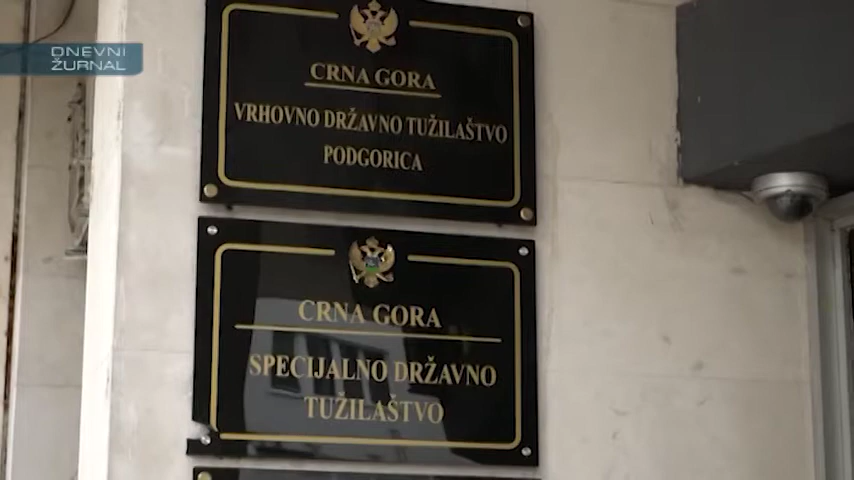 DNEVNI
ŽURNAL
CRNA GORA
VRHOVNO DRŽAVNO TUŽILAŠTVO
PODGORICA
CRNA GORA
SPECIJALNO DRŽAVNO
TUŽILAŠTVO